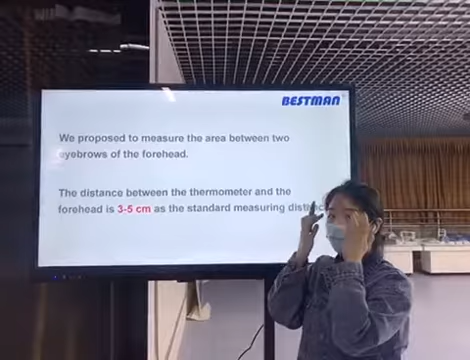 BESTMAN
We proposed to measure the area between two
eyebrows of the forehead.
The distance between the thermometer and the
forehead is 3-5 cm as the standard measuring